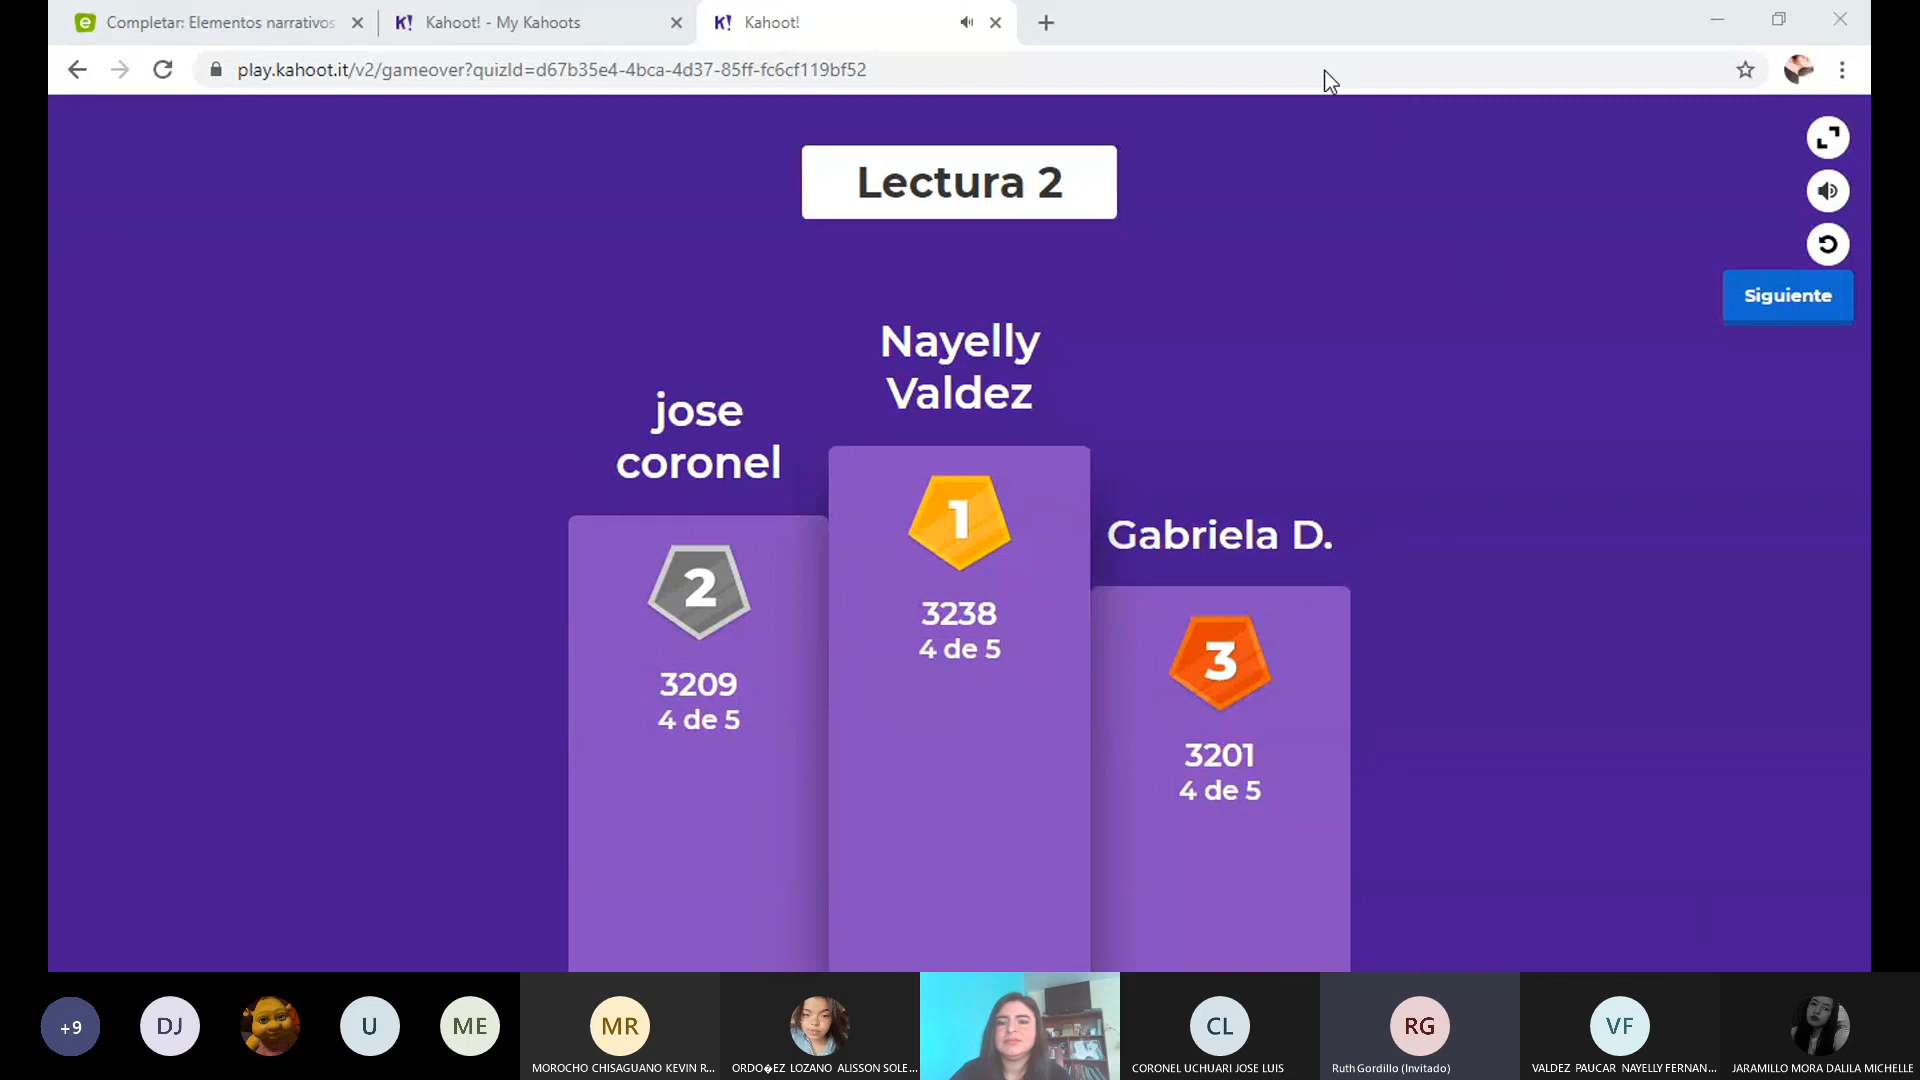 Completar: Elementos narrativos
Kahoot! - My Kahoots
Kahoot!
play.kahoot.it/v2/gameover?quizId=d67b35e4-4bca-4d37-85ff-fc6cf119bf52
Lectura 2
Siguiente
Nayelly
Valdez
jose
coronel
Gabriela D.
1
3238
4 de 5
2
3209
4 de 5
3
3201
4 de 5
+9
DJ
U
ME
MR
CL
RG
VF
MOROCHO CHISAGUANO KEVIN R...
ORDO�EZ LOZANO ALISSON SOLE...
CORONEL UCHUARI JOSE LUIS
Ruth Gordillo (Invitado)
VALDEZ PAUCAR NAYELLY FERNAN...
JARAMILLO MORA DALILA MICHELLE